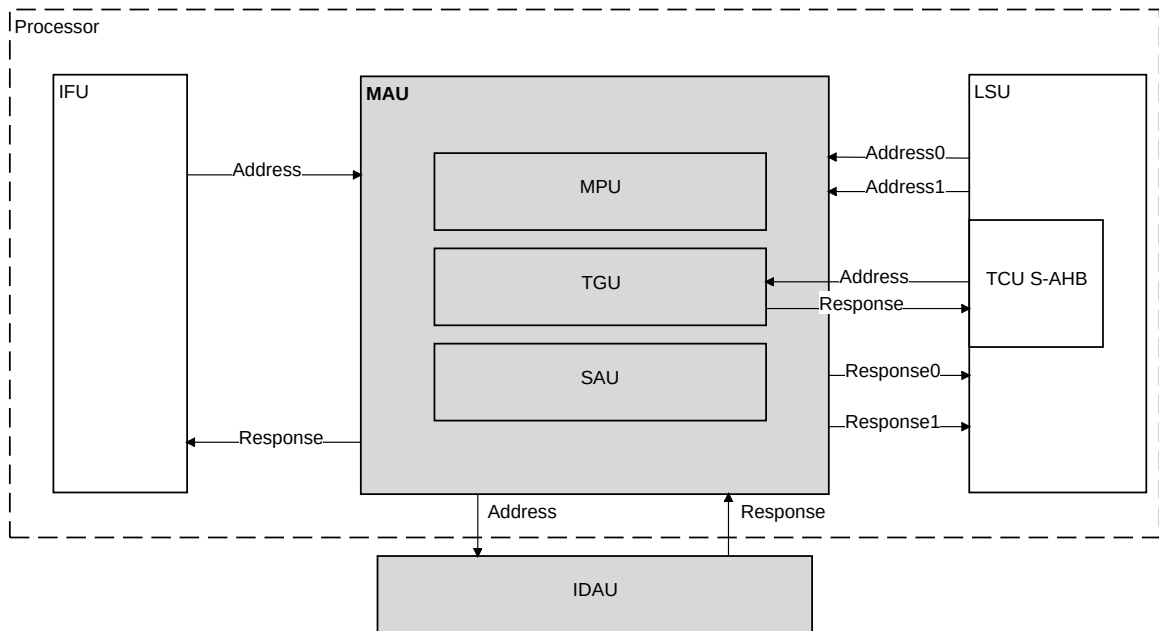 Processor
IFU
MAU
LSU
Address
MPU
Address0
Address1
TGU
Address
Response
TCU S-AHB
SAU
Response0
Response1
Response
Address
Response
IDAU